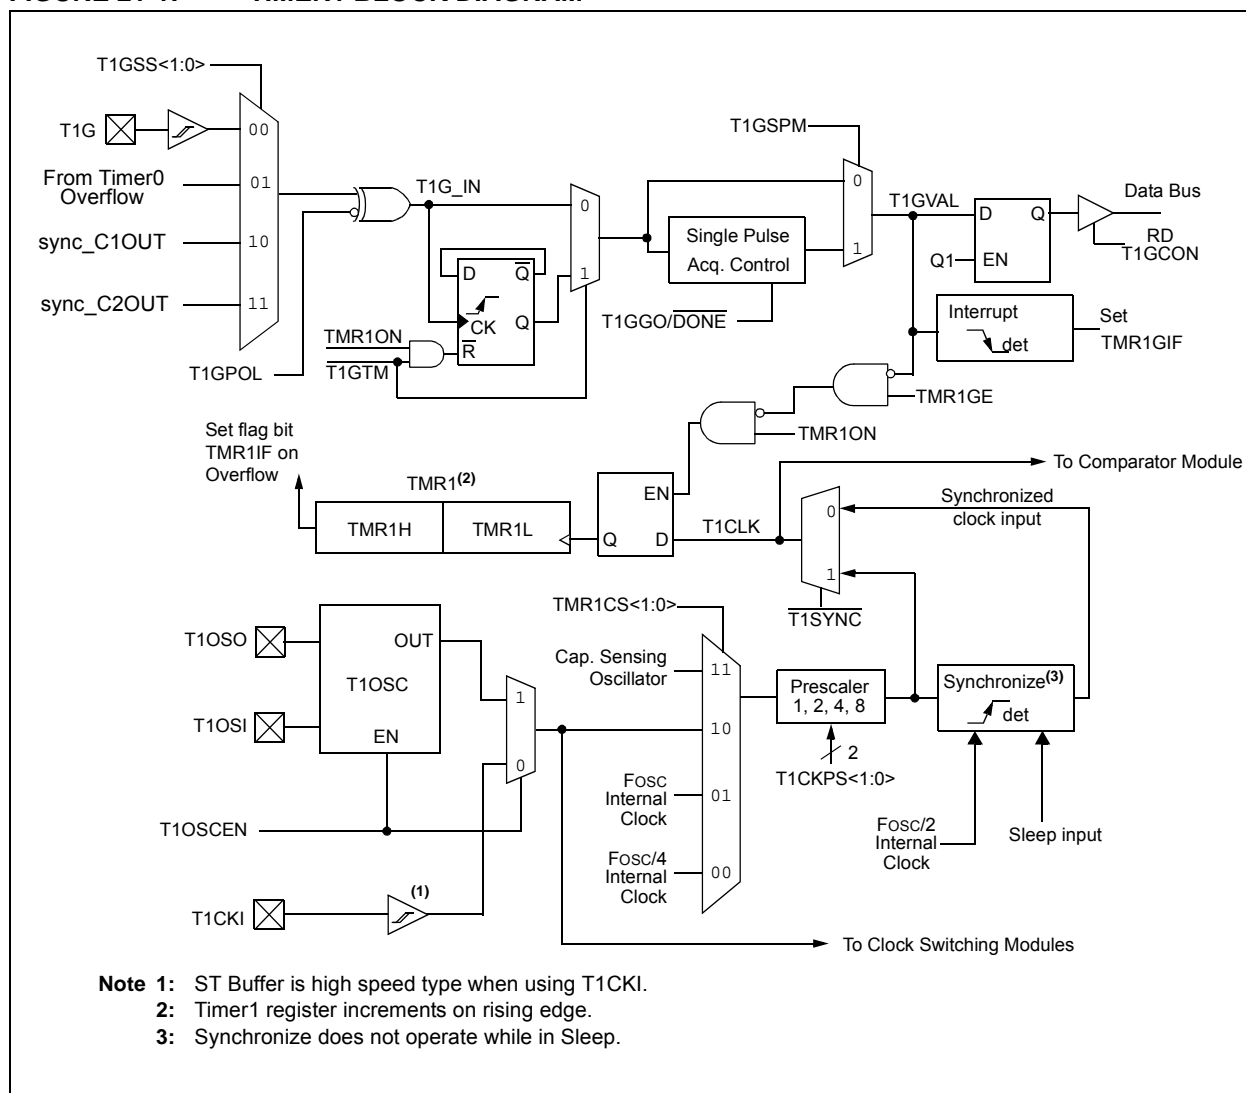 T1GSS<1:0>
T1G
00
From Timer0
Overflow
01
sync_C1OUT
10
sync_C2OUT
11
T1GPOL
T1G_IN
0
1
D
Q
CK
Q
R
TMR1ON
T1GTM
T1GSPM
0
1
Single Pulse
Acq. Control
T1GGO/DONE
T1GVAL
D
Q
Q1
EN
Data Bus
RD
T1GCON
Interrupt
det
Set
TMR1GIF
TMR1GE
TMR1ON
Set flag bit
TMR1IF on
Overflow
TMR1(2)
TMR1H
TMR1L
EN
Q
D
T1CLK
To Comparator Module
0
1
Synchronized
clock input
T1SYNC
T1OSO
T1OSI
OUT
T1OSC
EN
1
0
T1OSCEN
T1CKI
(1)
TMR1CS<1:0>
Cap. Sensing
Oscillator
11
10
FOSC
Internal
Clock
01
FOSC/4
Internal
Clock
00
Prescaler
1, 2, 4, 8
2
T1CKPS<1:0>
Synchronize(3)
det
FOSC/2
Internal
Clock
Sleep input
To Clock Switching Modules
Note 1: ST Buffer is high speed type when using T1CKI.
2: Timer1 register increments on rising edge.
3: Synchronize does not operate while in Sleep.